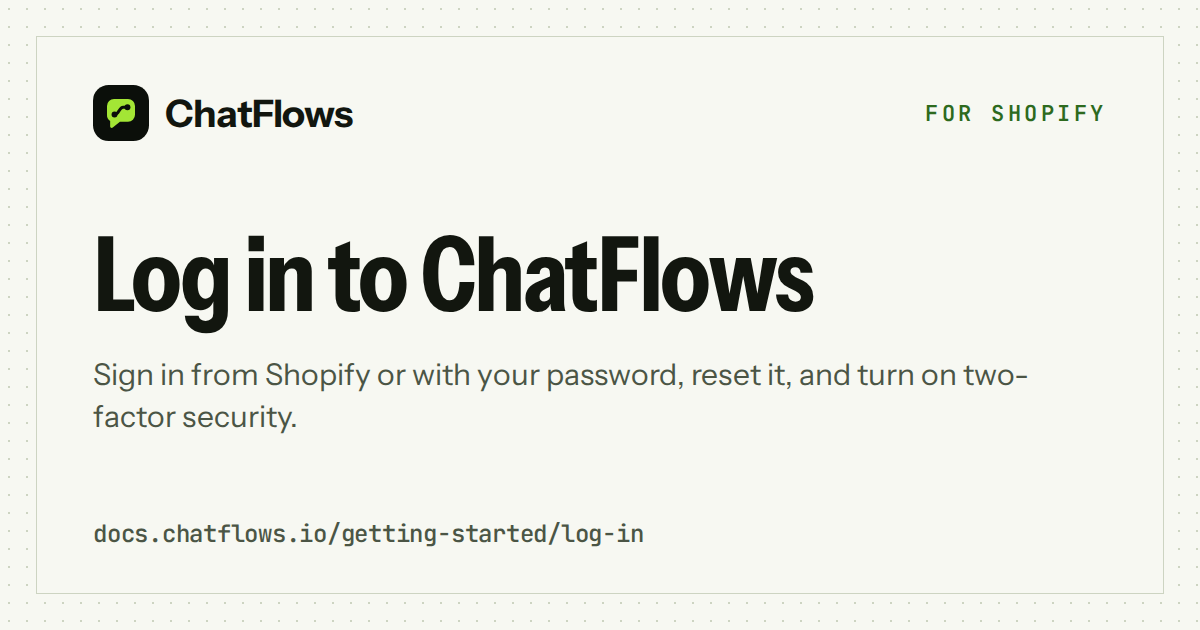 ChatFlows
FOR SHOPIFY
Log in to ChatFlows
Sign in from Shopify or with your password, reset it, and turn on two-
factor security.
docs.chatflows.io/getting-started/log-in